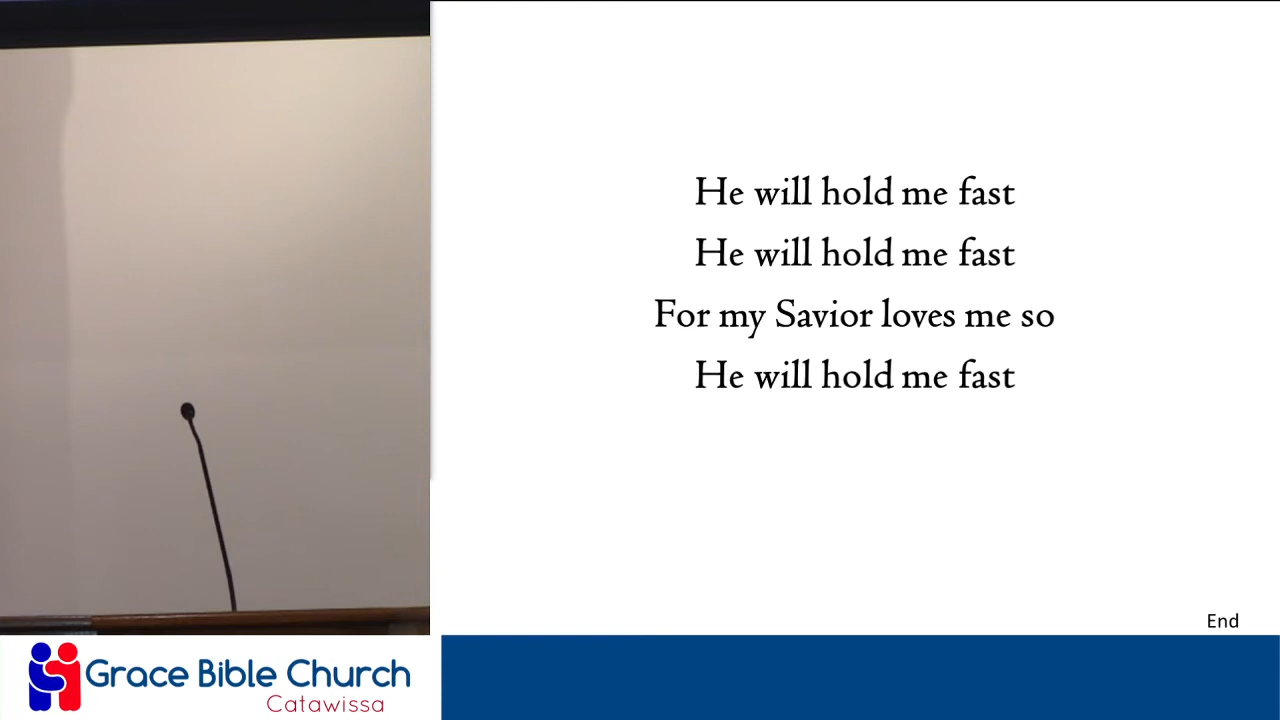 He will hold me fast
He will hold me fast
For my Savior loves me so
He will hold me fast
End
Grace Bible Church
Catawissa